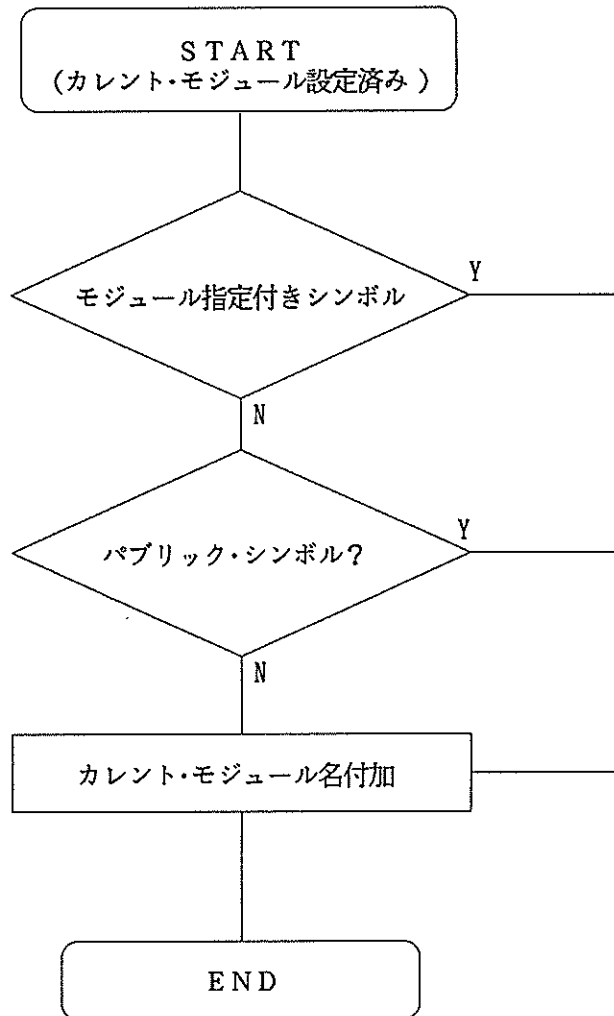 START
(カレント・モジュール設定済み)
モジュール指定付きシンボル
Y
N
パブリック・シンボル?
Y
N
カレント・モジュール名付加
END